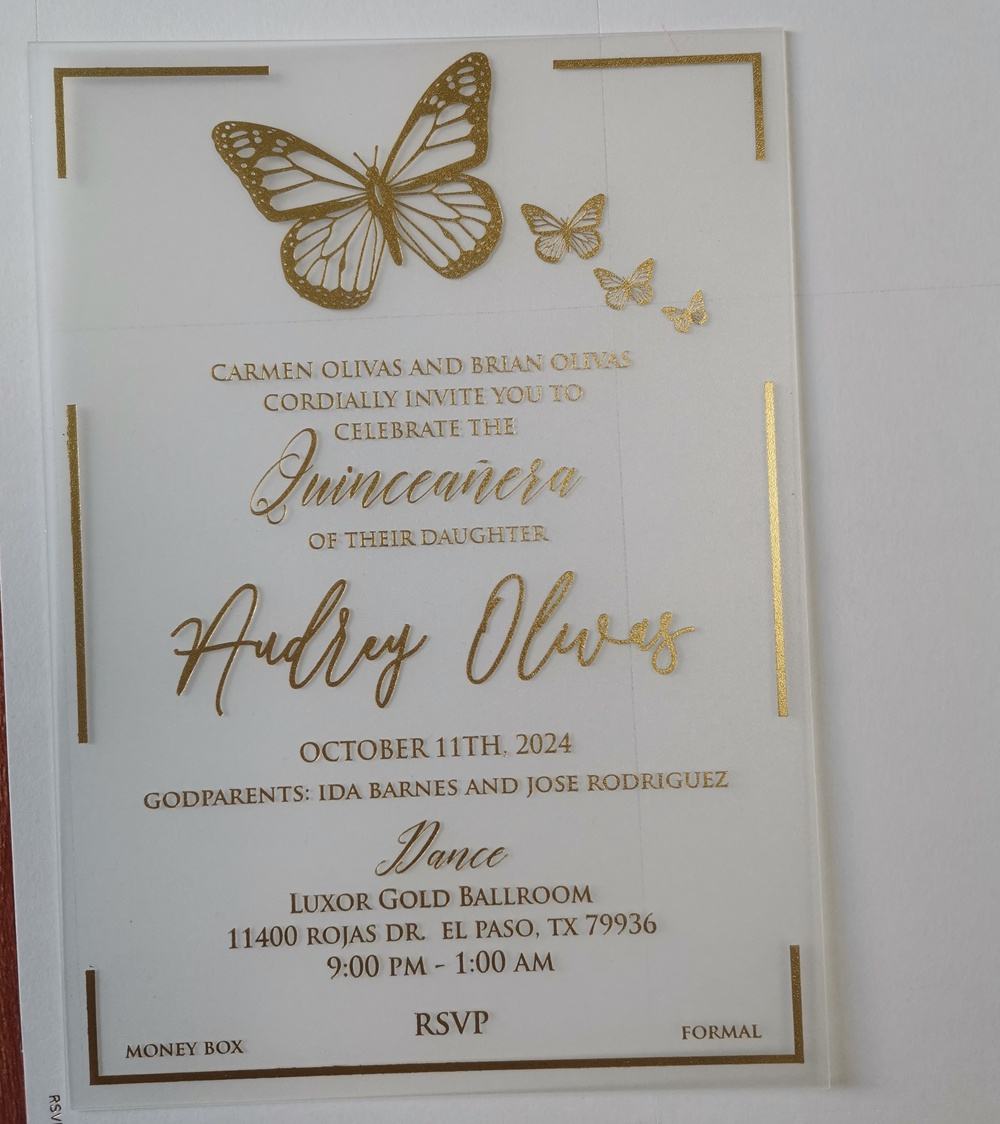 CARMEN OLIVAS AND BRIAN OLIVAS
CORDIALLY INVITE YOU TO
CELEBRATE THE
Quinceañera
OF THEIR DAUGHTER
Audrey Olivas
OCTOBER 11TH, 2024
GODPARENTS: IDA BARNES AND JOSE RODRIGUEZ
Dance
LUXOR GOLD BALLROOM
11400 ROJAS DR. EL PASO, TX 79936
9:00 PM - 1:00 AM
RSVP
MONEY BOX
FORMAL